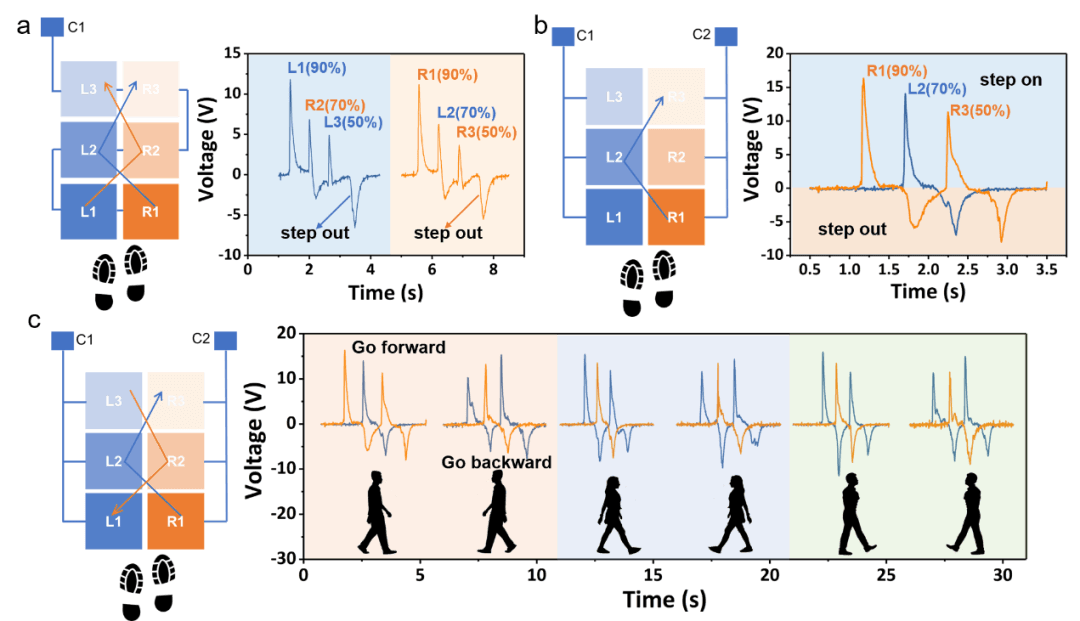 a
C1
L3 R3
L2 R2
L1 R1
Voltage (V)
15
10
5
0
-5
-10
L1(90%)
R2(70%)
L3(50%)
step out
R1(90%)
L2(70%)
R3(50%)
step out
0 2 4 6 8
Time (s)
b
C1 C2
L3 R3
L2 R2
L1 R1
Voltage (V)
20
15
10
5
0
-5
-10
R1(90%)
L2(70%)
R3(50%)
step on
step out
0.5 1.0 1.5 2.0 2.5 3.0 3.5
Time (s)
c
C1 C2
L3 R3
L2 R2
L1 R1
Voltage (V)
20
10
0
-10
-20
-30
Go forward
Go backward
0 5 10 15 20 25 30
Time (s)